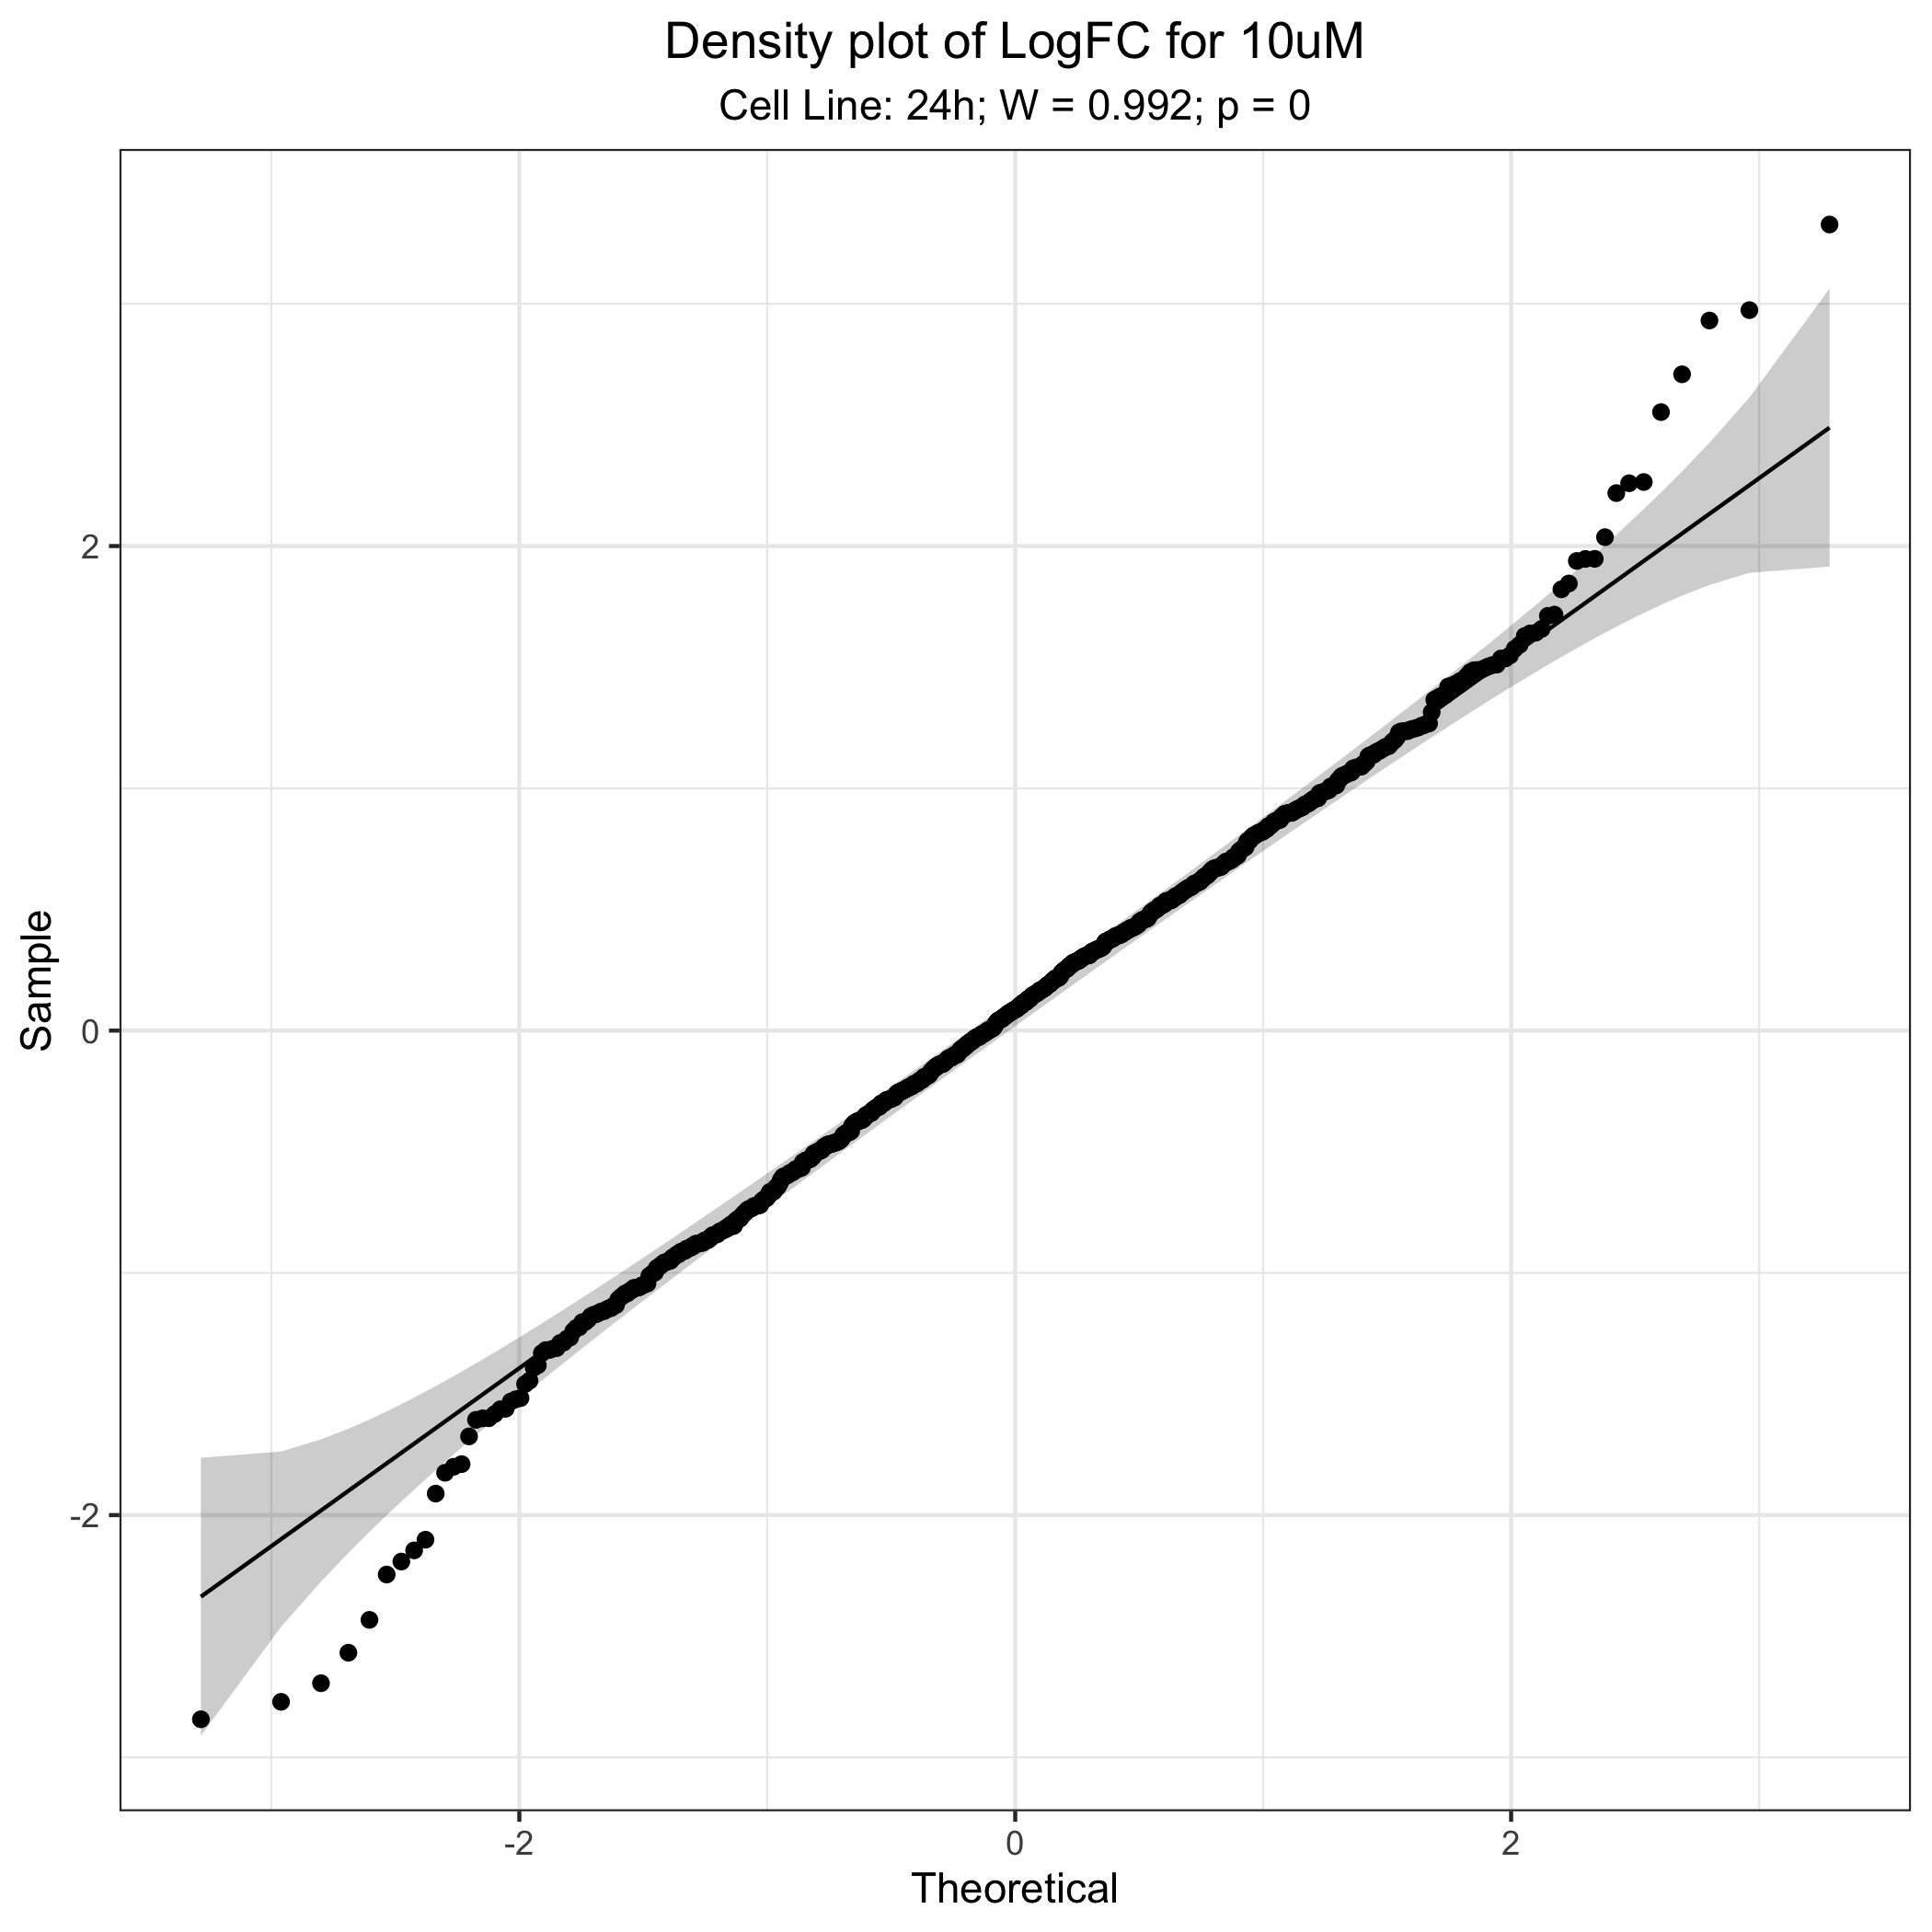 Density plot of LogFC for 10uM
Cell Line: 24h; W = 0.992; p = 0
Sample
2
0
-2
-2
0
2
Theoretical